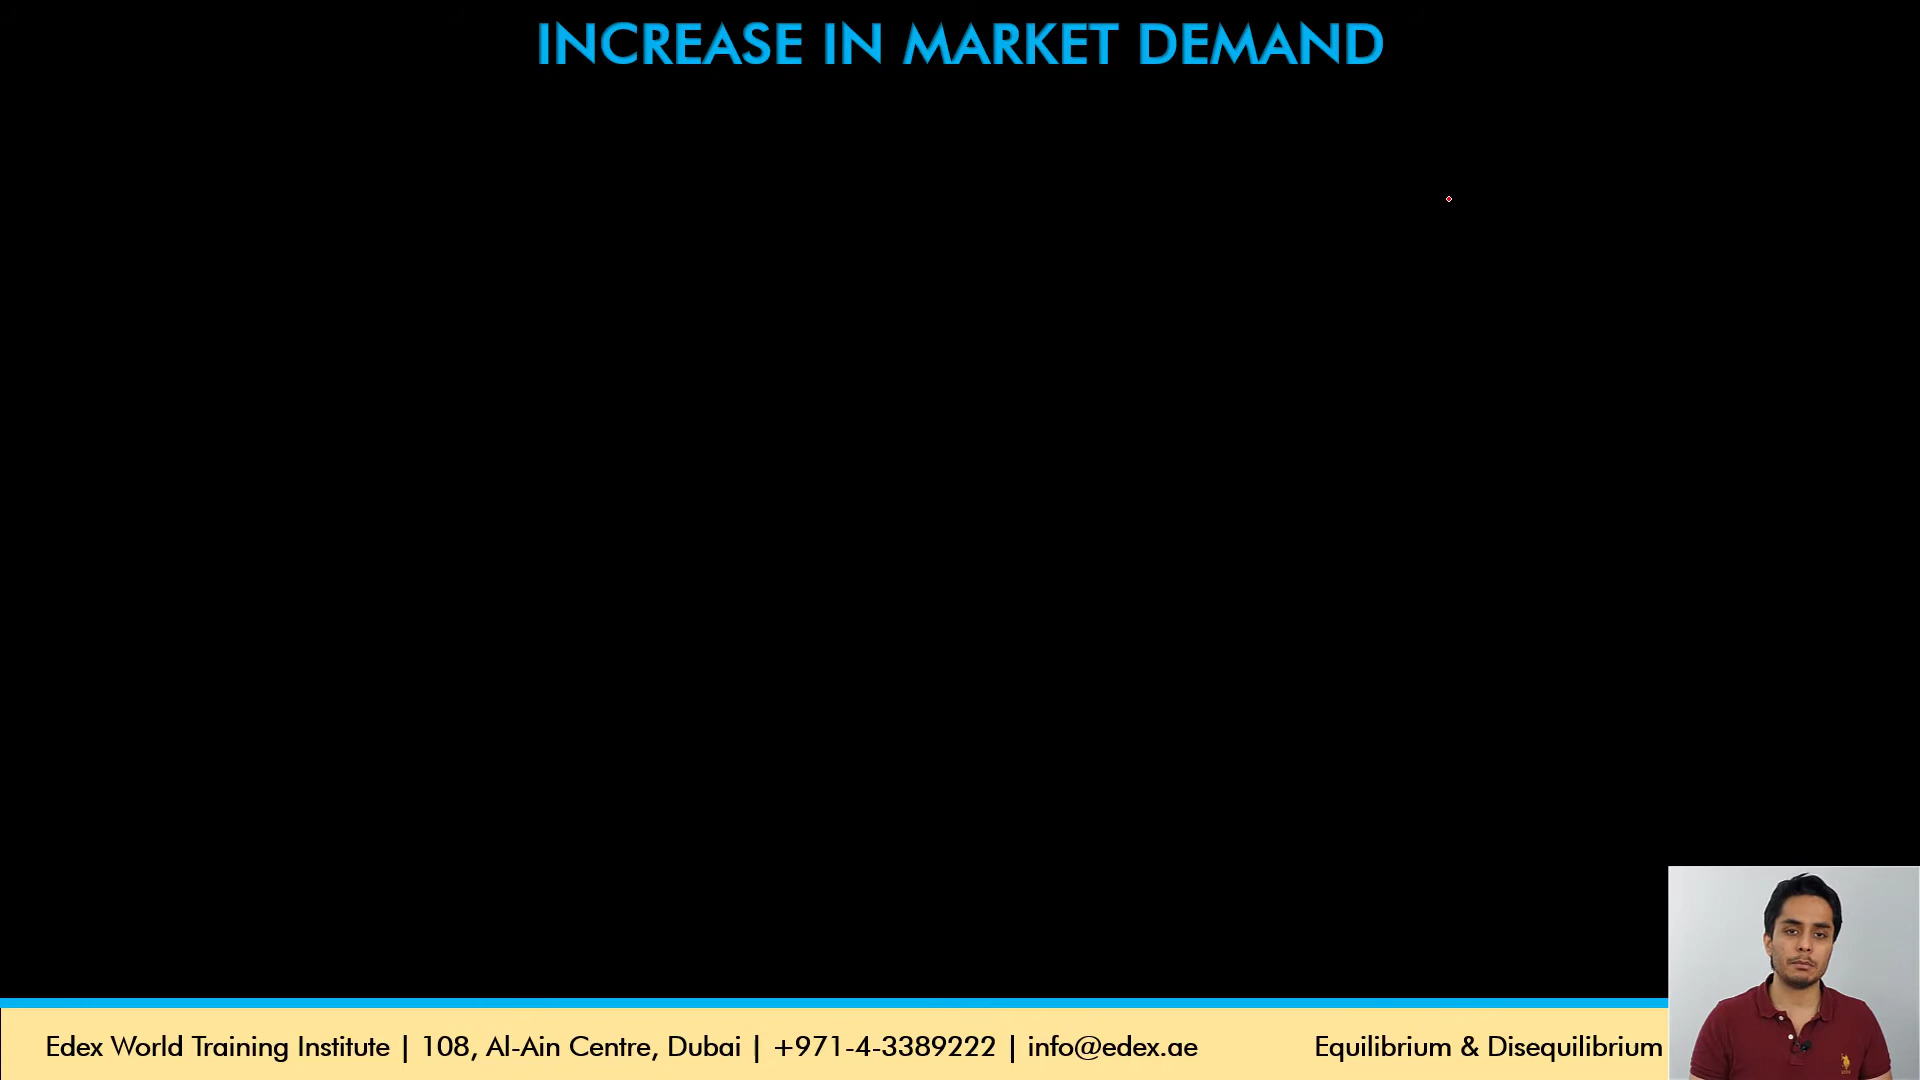 INCREASE IN MARKET DEMAND
Edex World Training Institute | 108, Al-Ain Centre, Dubai | +971-4-3389222 | info@edex.ae
Equilibrium & Disequilibrium